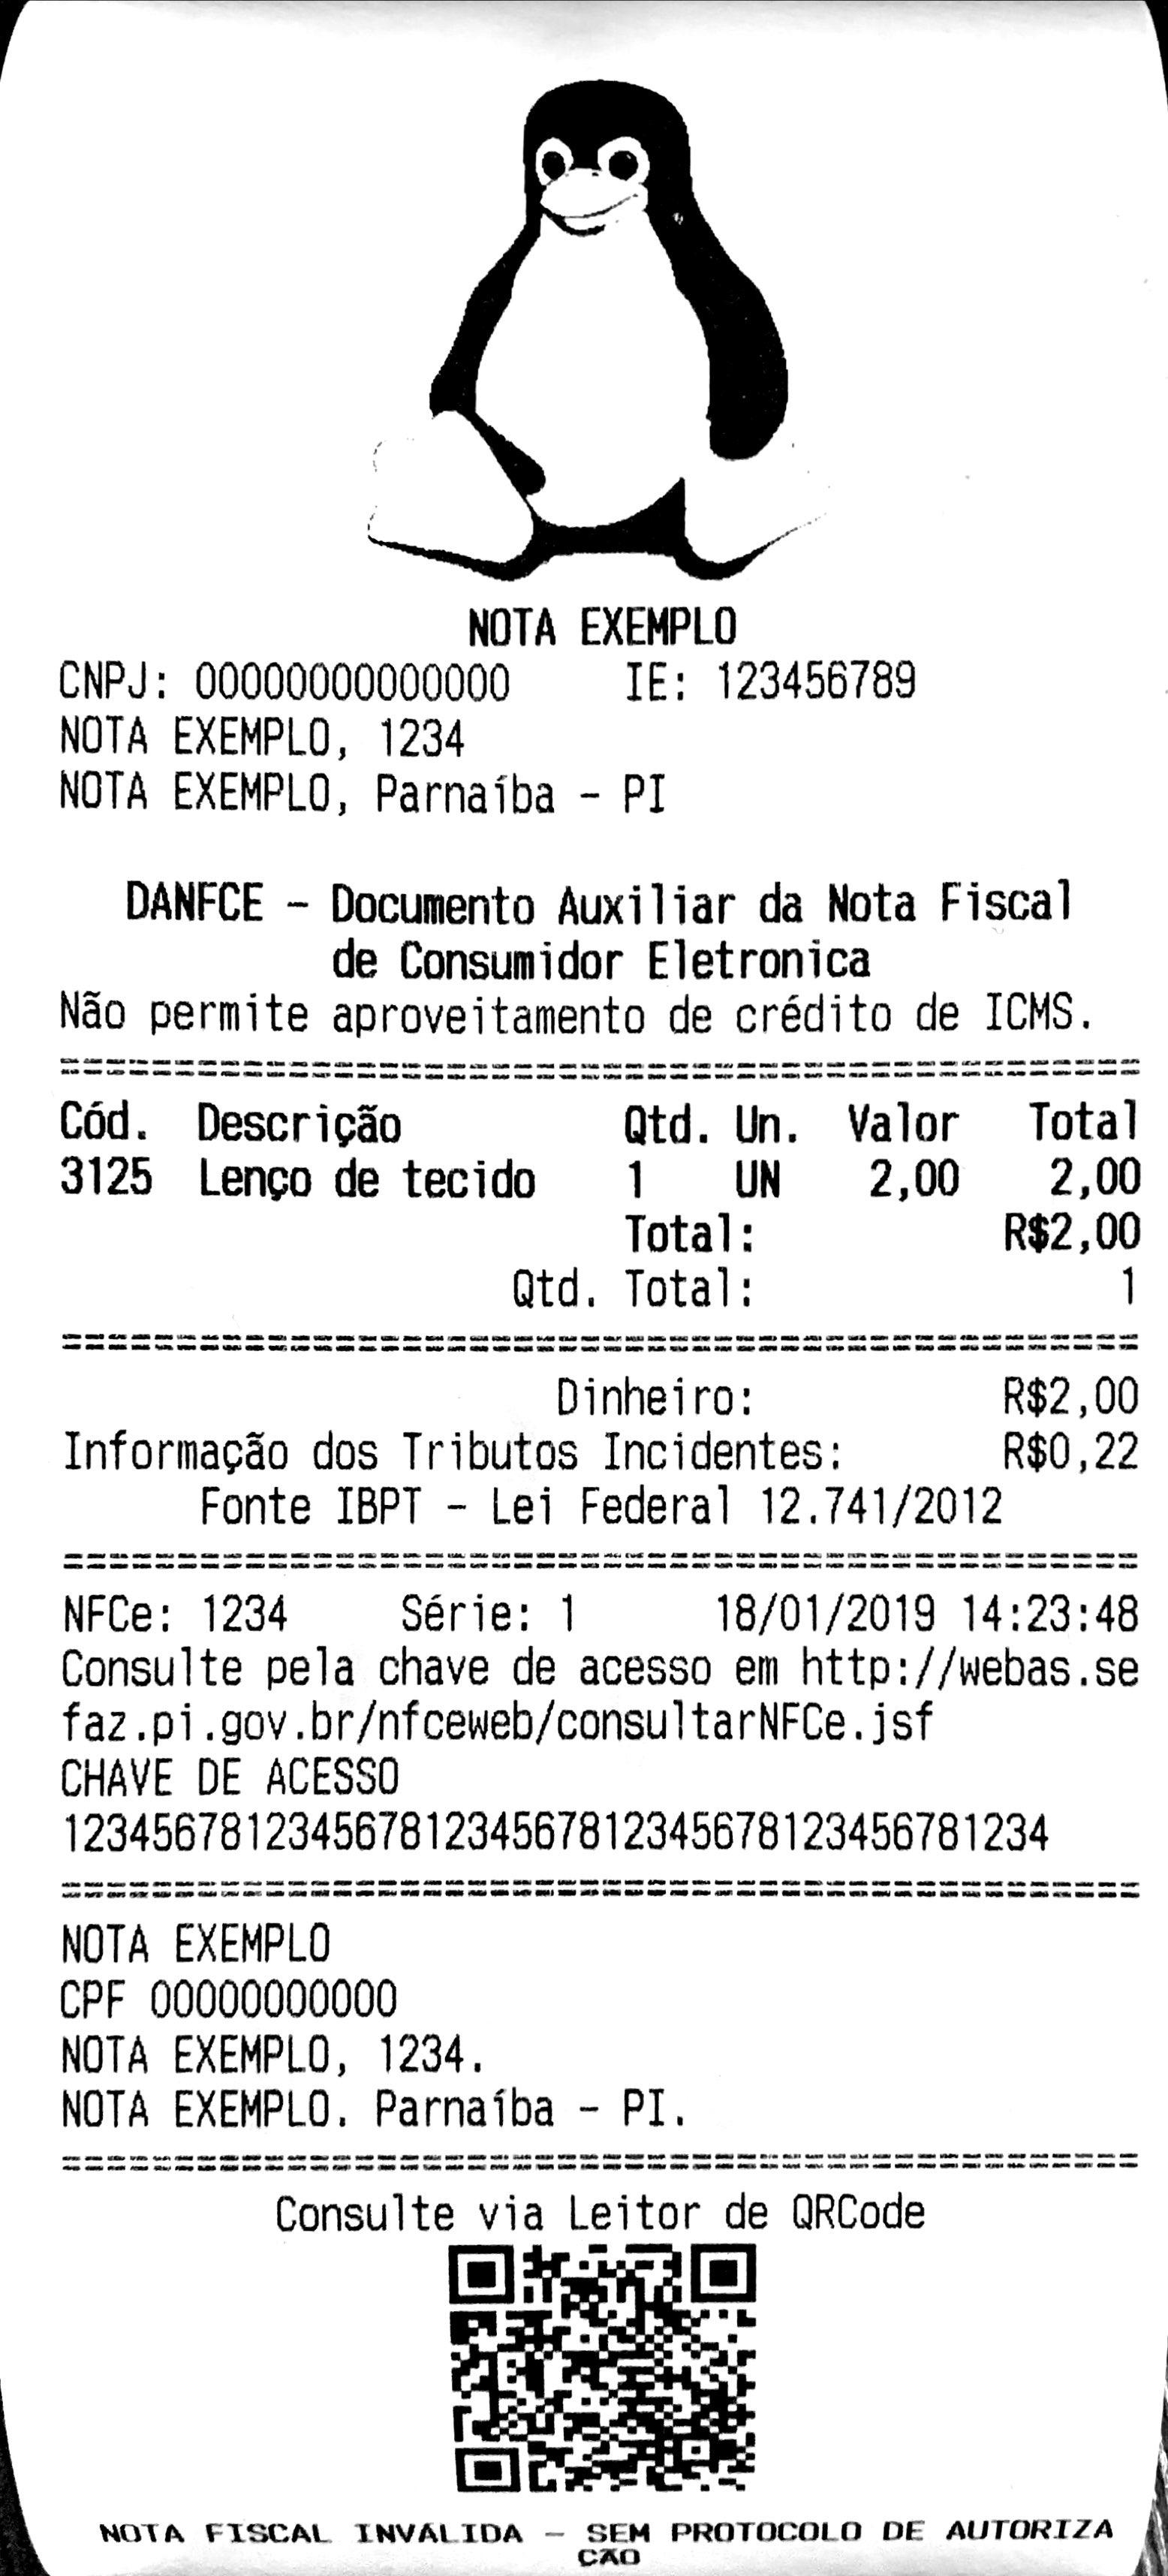 NOTA EXEMPLO
CNPJ: 00000000000000 IE: 123456789
NOTA EXEMPLO, 1234
NOTA EXEMPLO, Parnaíba - PI
DANFCE - Documento Auxiliar da Nota Fiscal
de Consumidor Eletronica
Não permite aproveitamento de crédito de ICMS.
Cód. Descrição Qtd. Un. Valor Total
3125 Lenço de tecido 1 UN 2,00 2,00
Total: R$2,00
Qtd. Total: 1
Dinheiro: R$2,00
Informação dos Tributos Incidentes: R$0,22
Fonte IBPT - Lei Federal 12.741/2012
NFCe: 1234 Série: 1 18/01/2019 14:23:48
Consulte pela chave de acesso em http://webas.se
faz.pi.gov.br/nfceweb/consultarNFCe.jsf
CHAVE DE ACESSO
12345678123456781234567812345678123456781234
NOTA EXEMPLO
CPF 00000000000
NOTA EXEMPLO, 1234.
NOTA EXEMPLO. Parnaíba - PI.
Consulte via Leitor de QRCode
NOTA FISCAL INVÁLIDA - SEM PROTOCOLO DE AUTORIZA
ÇÃO